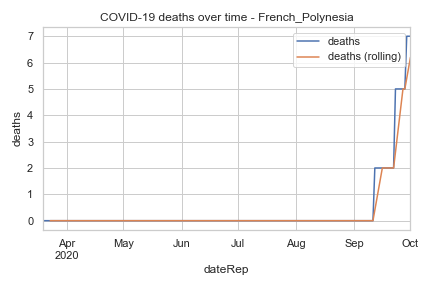 COVID-19 deaths over time - French_Polynesia
deaths
deaths (rolling)
7
6
5
4
3
2
1
0
deaths
Apr
2020
May
Jun
Jul
Aug
Sep
Oct
dateRep